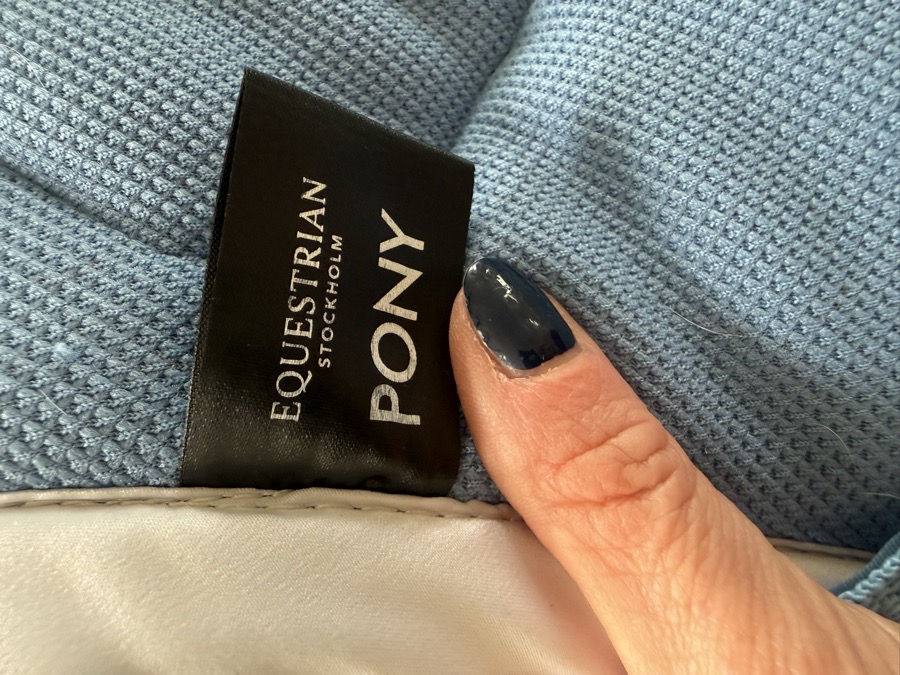 EQUESTRIAN
STOCKHOLM
PONY